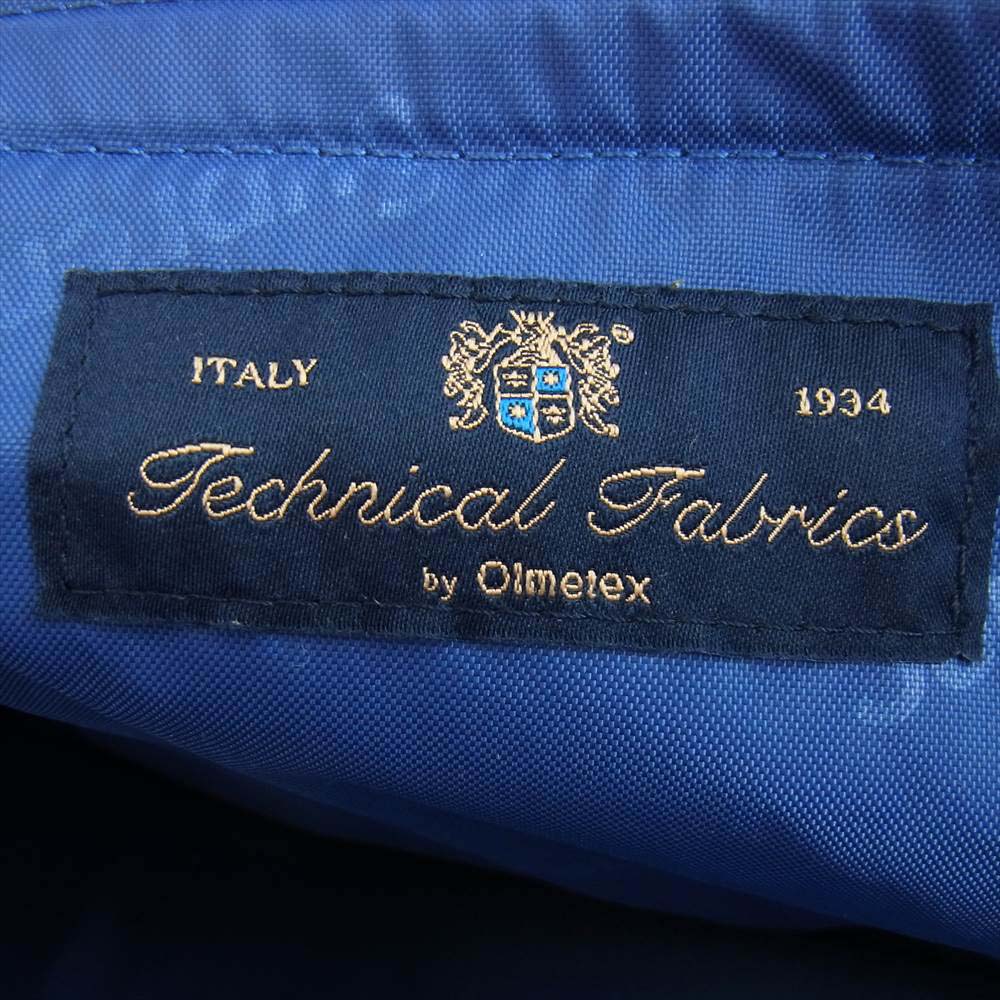 ITALY 1934
Technical Fabrics
by Olmetex